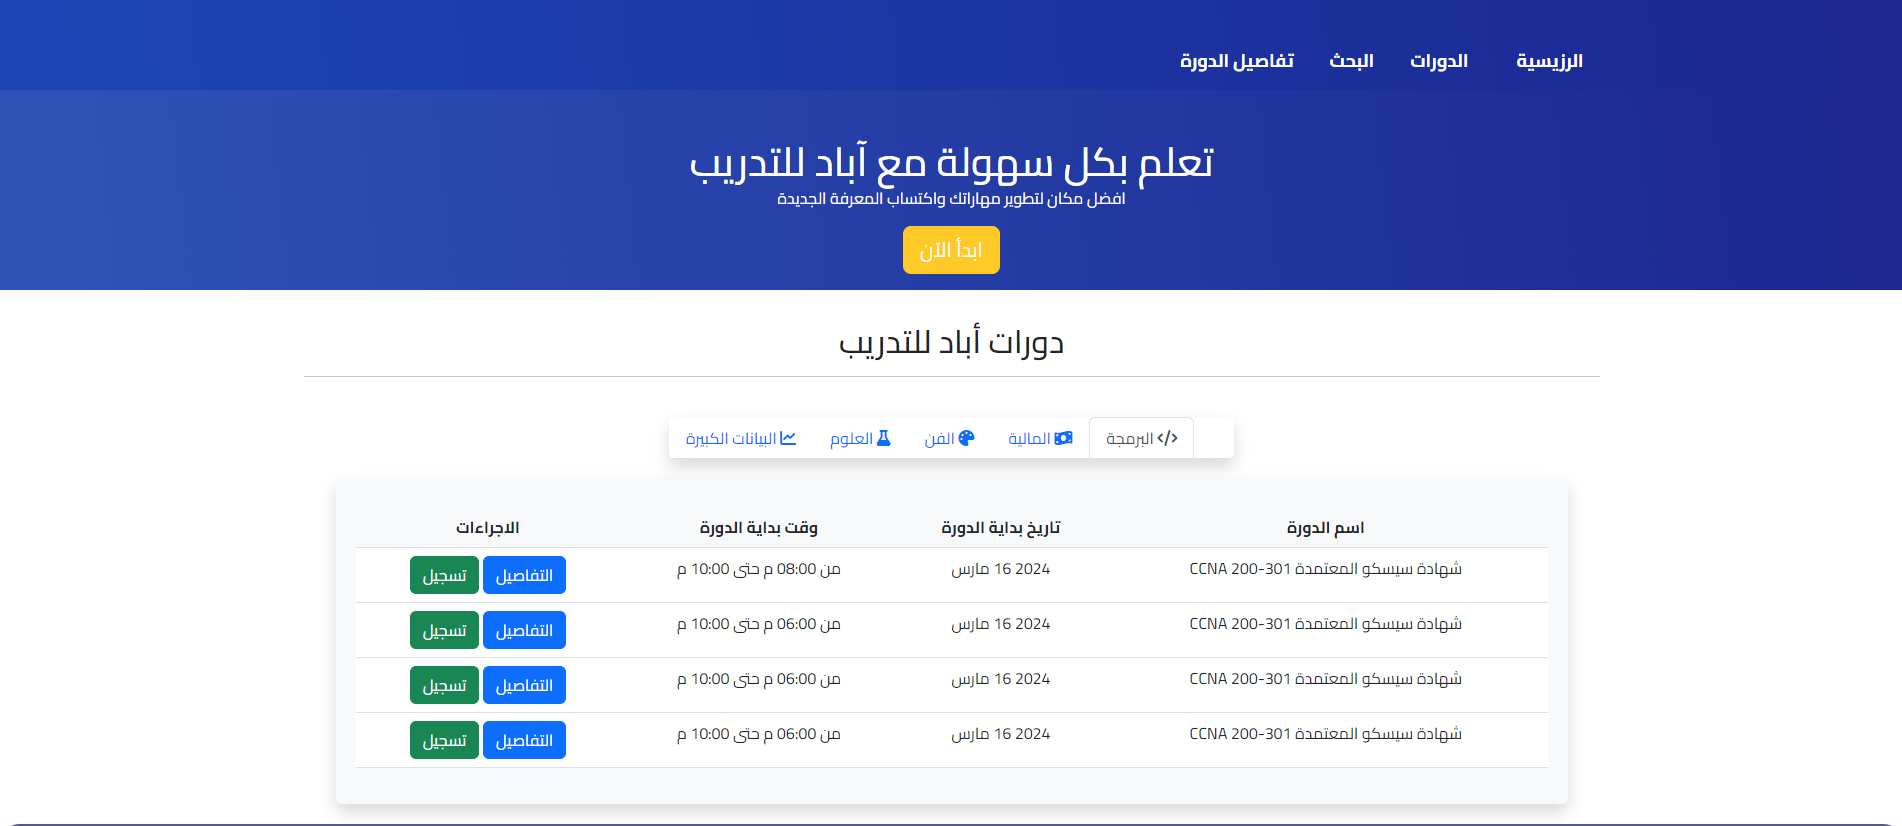 الرزيسية الدورات البحث تفاصيل الدورة
تعلم بكل سهولة مع آباد للتدريب
افضل مكان لتطوير مهاراتك واكتساب المعرفة الجديدة
ابدأ الآن
دورات أباد للتدريب
البرمجة المالية الفن العلوم البيانات الكبيرة
اسم الدورة تاريخ بداية الدورة وقت بداية الدورة الاجراءات
شهادة سيسكو المعتمدة CCNA 200-301 16 مارس 2024 من 08:00 م حتى 10:00 م التفاصيل تسجيل
شهادة سيسكو المعتمدة CCNA 200-301 16 مارس 2024 من 06:00 م حتى 10:00 م التفاصيل تسجيل
شهادة سيسكو المعتمدة CCNA 200-301 16 مارس 2024 من 06:00 م حتى 10:00 م التفاصيل تسجيل
شهادة سيسكو المعتمدة CCNA 200-301 16 مارس 2024 من 06:00 م حتى 10:00 م التفاصيل تسجيل